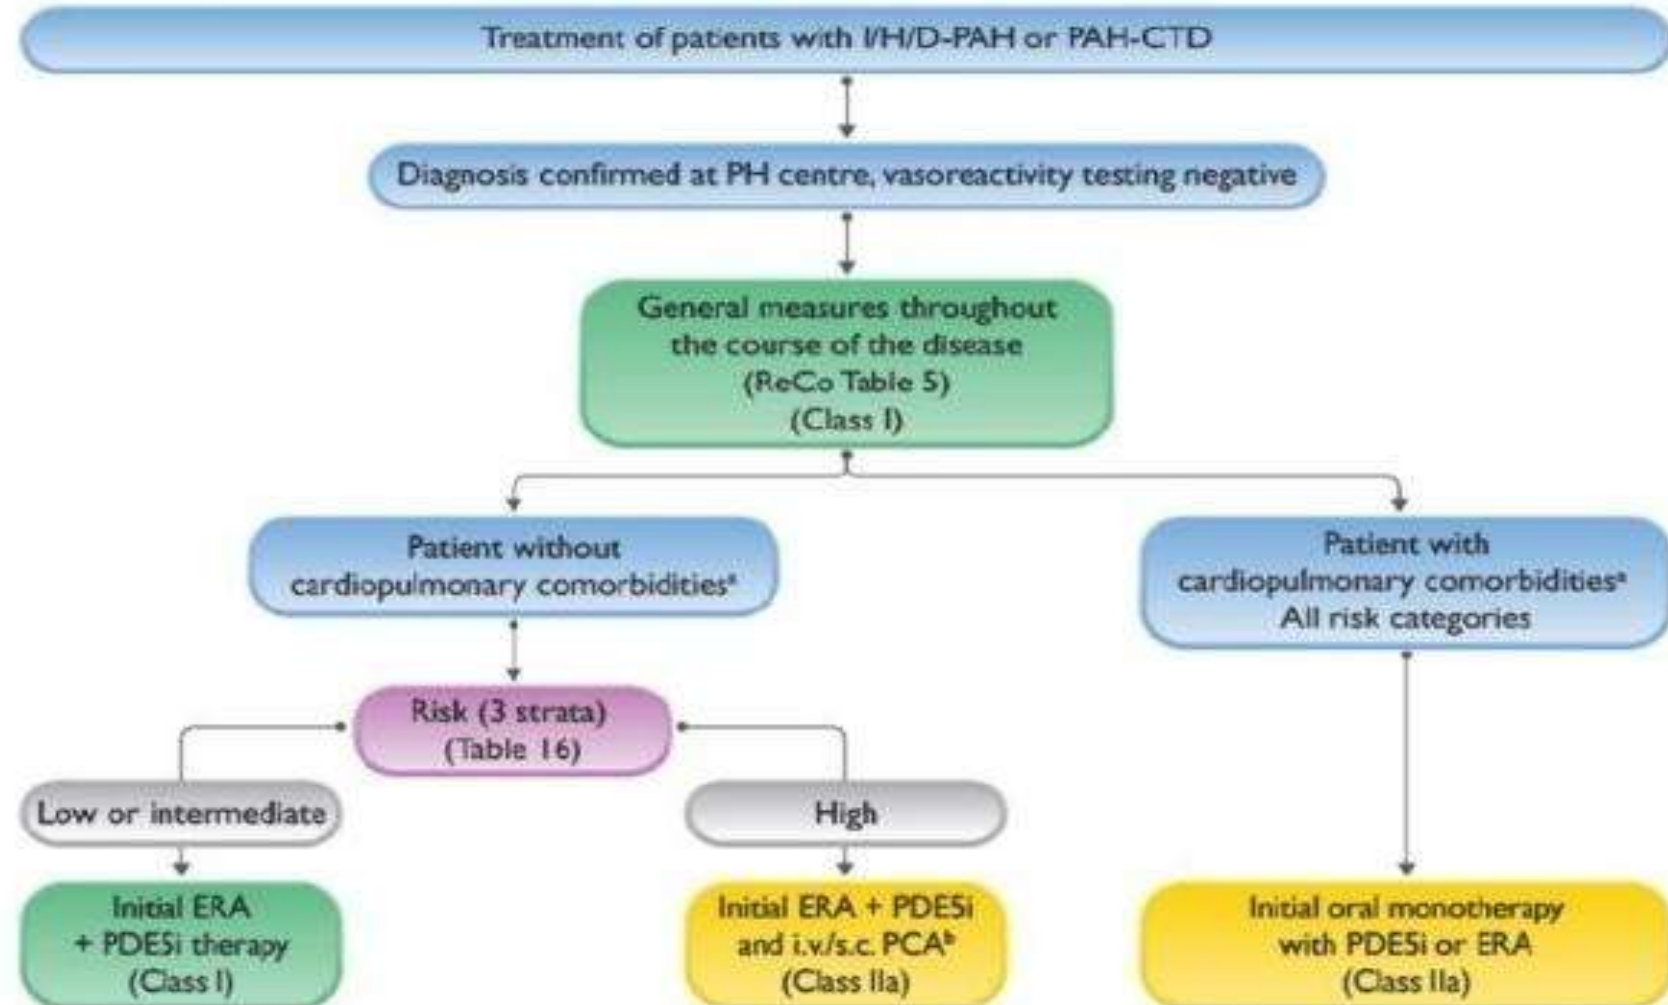 Treatment of patients with I/H/D-PAH or PAH-CTD
Diagnosis confirmed at PH centre, vasoreactivity testing negative
General measures throughout
the course of the disease
(ReCo Table 5)
(Class I)
Patient without
cardiopulmonary comorbiditiesᵃ
Patient with
cardiopulmonary comorbiditiesᵃ
All risk categories
Risk (3 strata)
(Table 16)
Low or intermediate
High
Initial ERA
+ PDE5i therapy
(Class I)
Initial ERA + PDE5i
and i.v./s.c. PCAᵇ
(Class IIa)
Initial oral monotherapy
with PDE5i or ERA
(Class IIa)